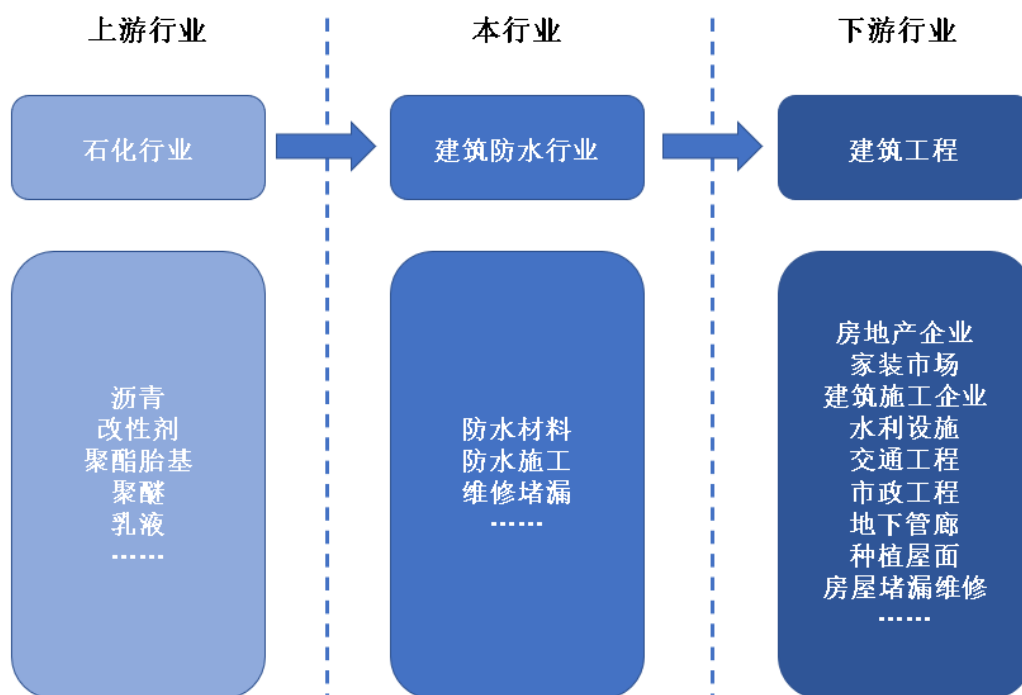 上游行业
本行业
下游行业
石化行业
建筑防水行业
建筑工程
沥青
改性剂
聚酯胎基
聚醚
乳液
······
防水材料
防水施工
维修堵漏
······
房地产企业
家装市场
建筑施工企业
水利设施
交通工程
市政工程
地下管廊
种植屋面
房屋堵漏维修
······